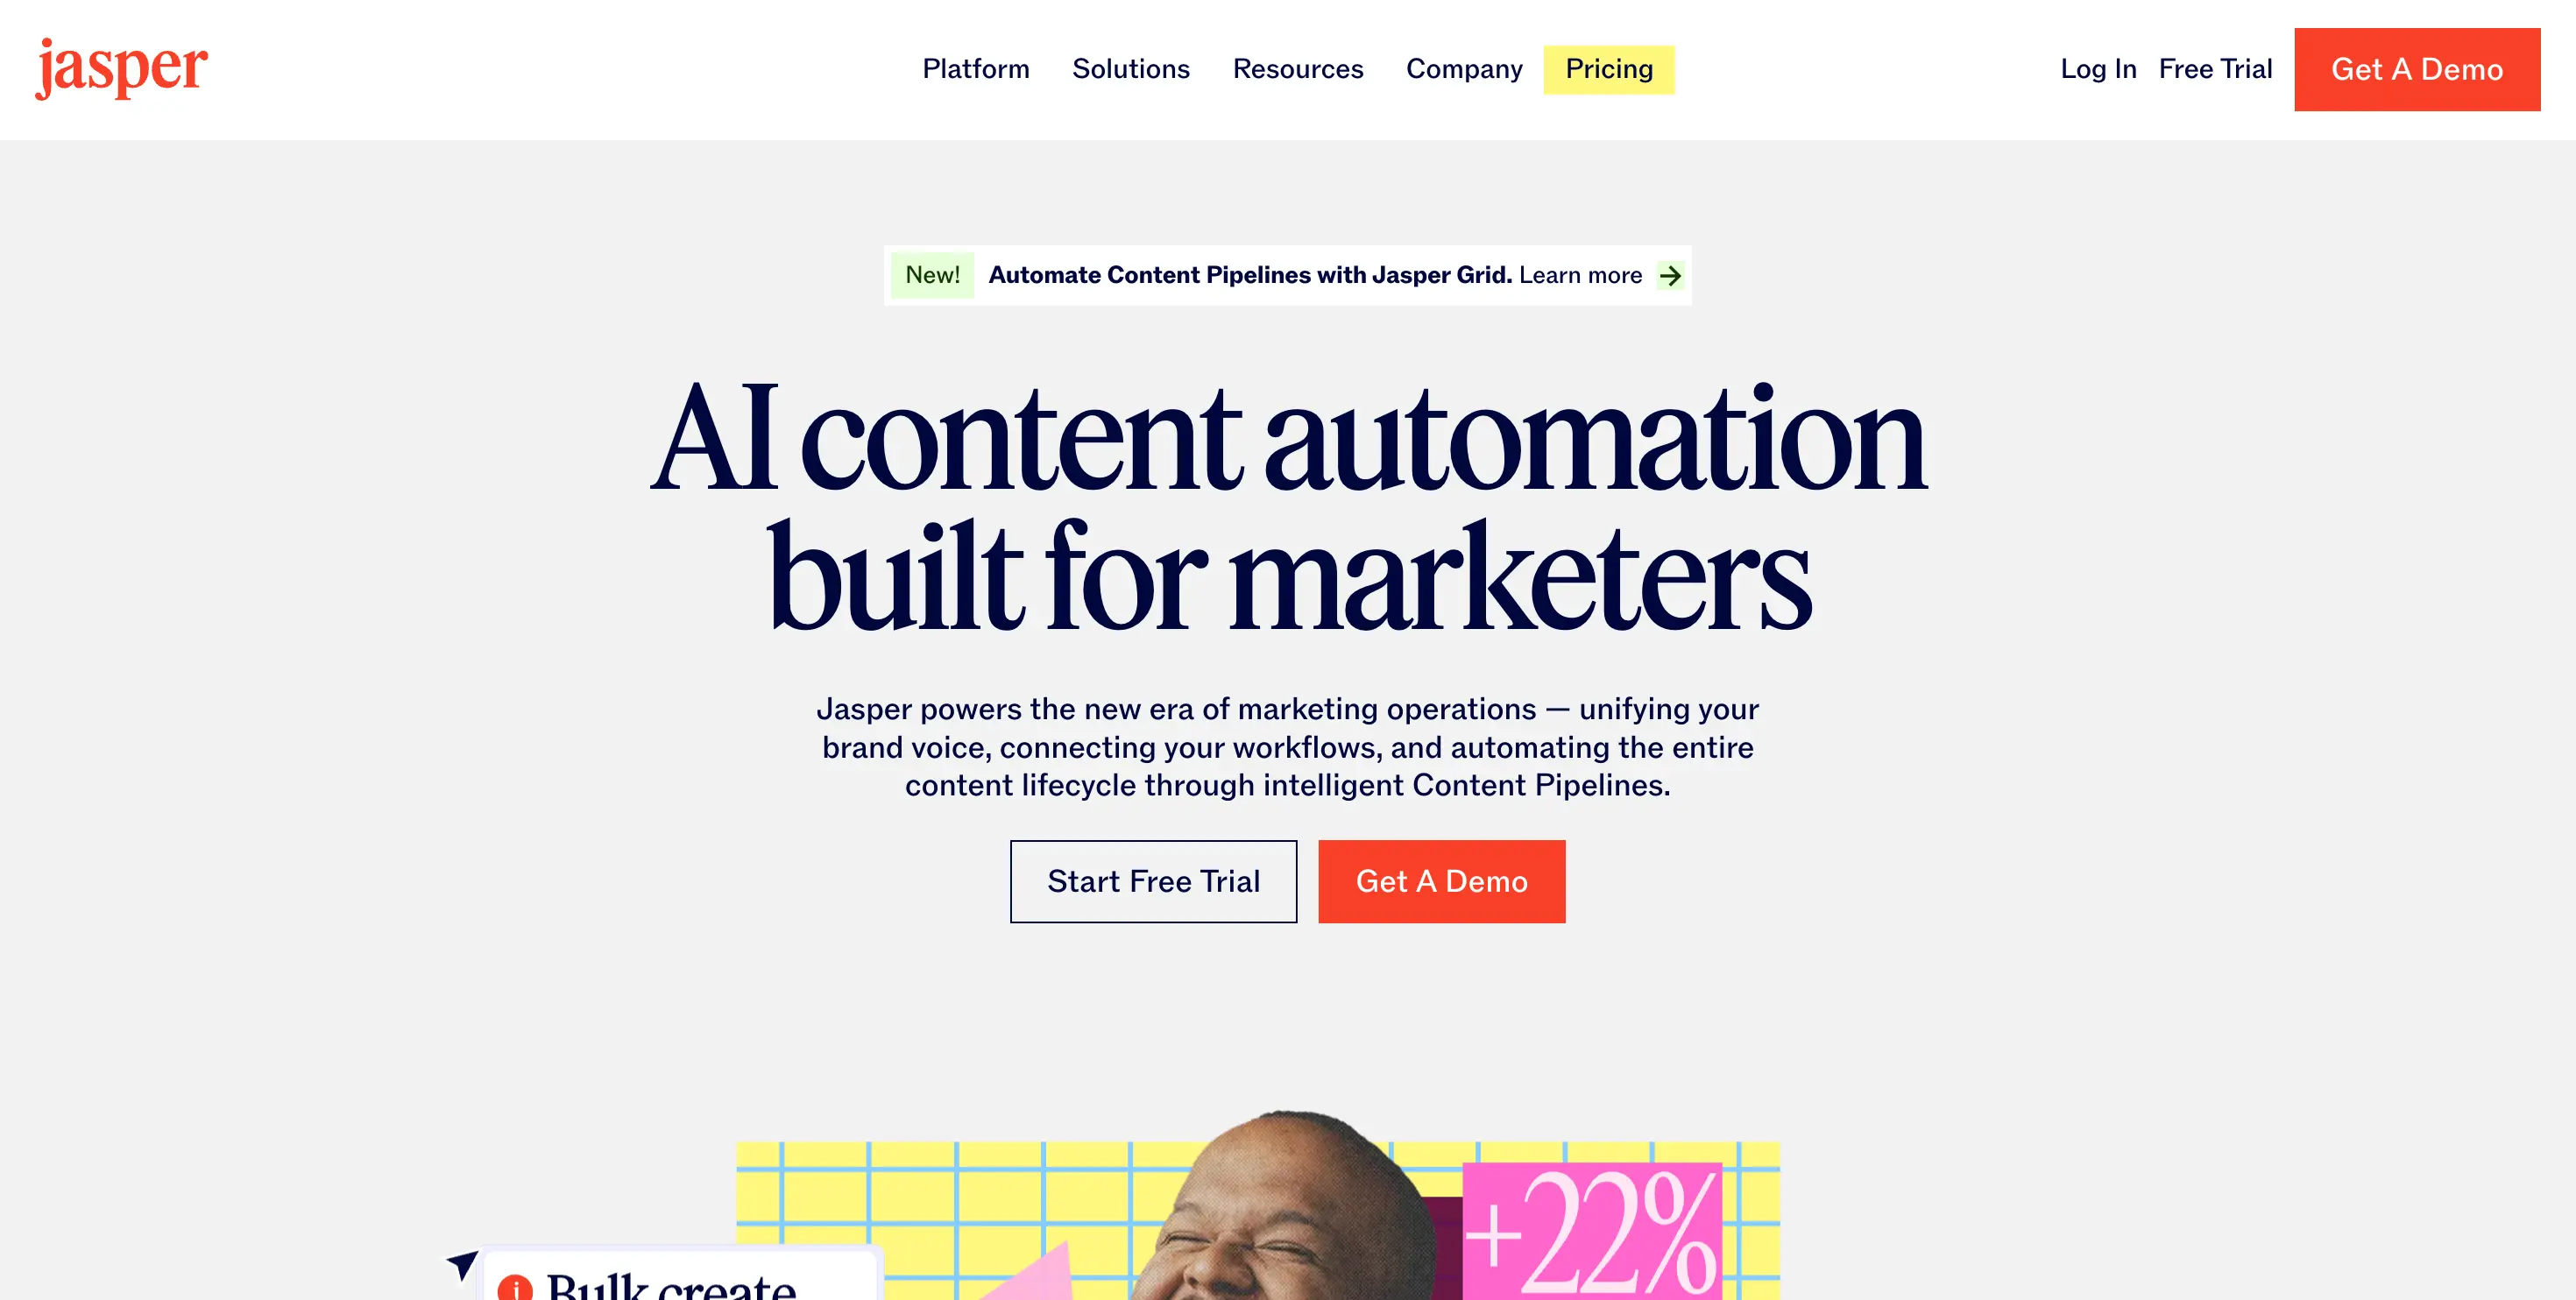 jasper
Platform Solutions Resources Company Pricing
Log In Free Trial Get A Demo
New! Automate Content Pipelines with Jasper Grid. Learn more
AI content automation
built for marketers
Jasper powers the new era of marketing operations — unifying your
brand voice, connecting your workflows, and automating the entire
content lifecycle through intelligent Content Pipelines.
Start Free Trial Get A Demo
+22%
Bulk create